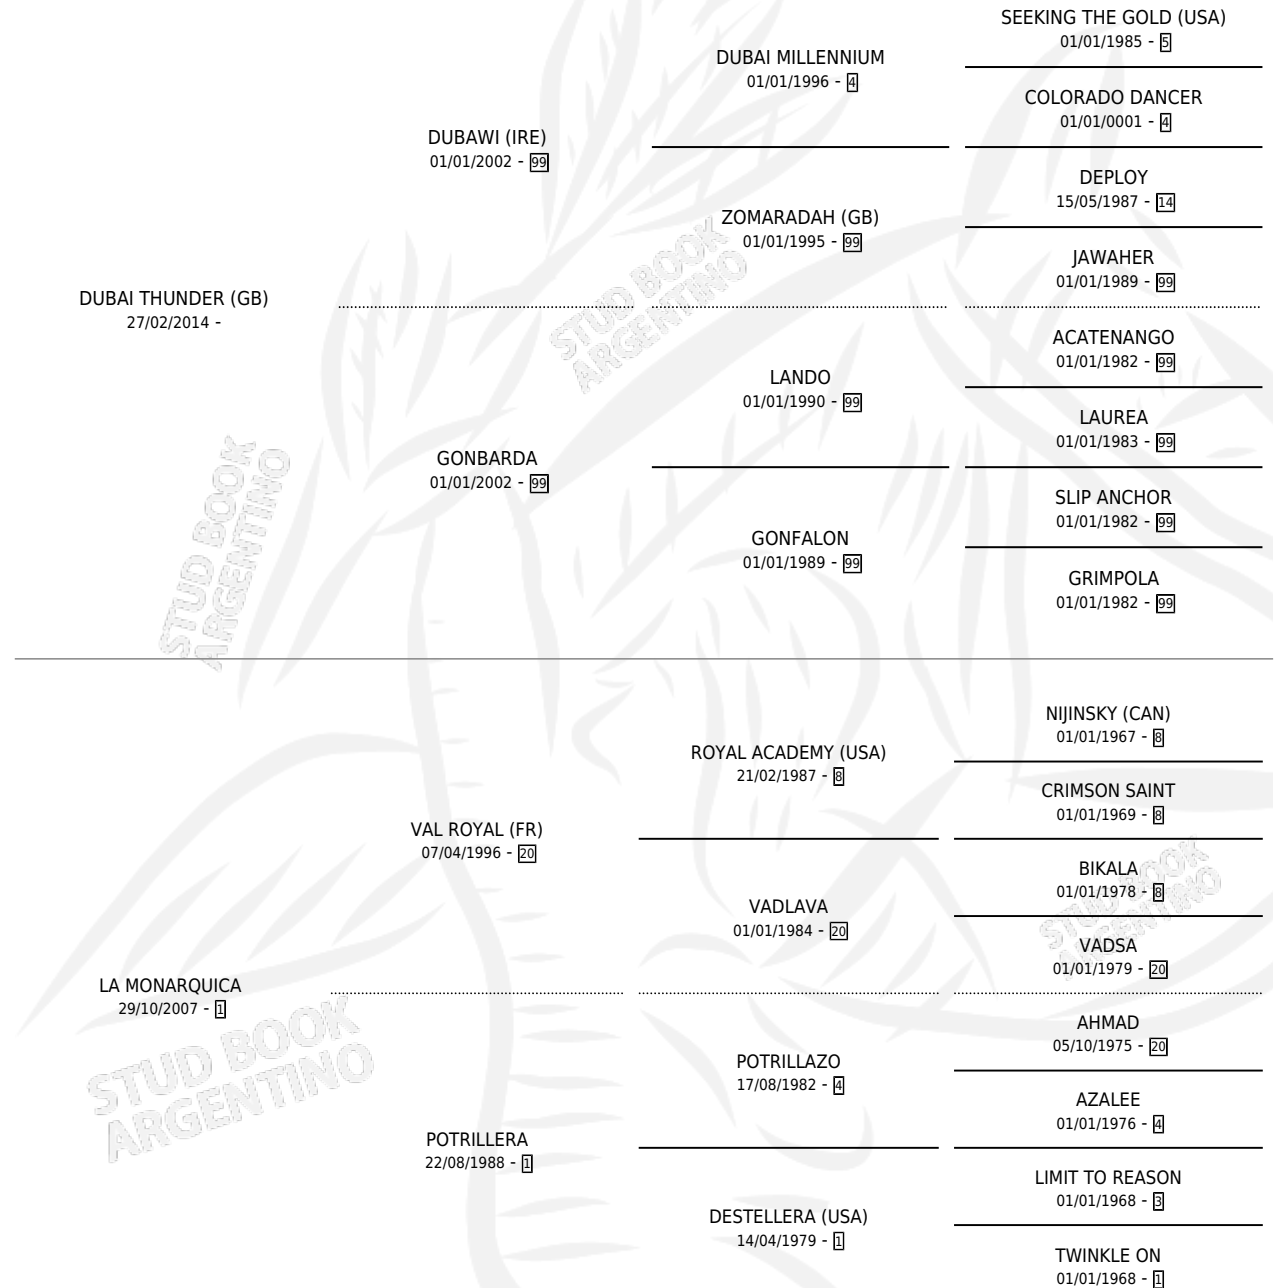 SEEKING THE GOLD (USA)
01/01/1985 - 5
DUBAI MILLENNIUM
01/01/1996 - 4
COLORADO DANCER
01/01/0001 - 4
DUBAWI (IRE)
01/01/2002 - 99
DEPLOY
15/05/1987 - 14
ZOMARADAH (GB)
01/01/1995 - 99
JAWAHER
01/01/1989 - 99
DUBAI THUNDER (GB)
27/02/2014 -
STUD BOOK
ARGENTINO
ACATENANGO
01/01/1982 - 99
LANDO
01/01/1990 - 99
LAUREA
01/01/1983 - 99
GONBARDA
01/01/2002 - 99
SLIP ANCHOR
01/01/1982 - 99
GONFALON
01/01/1989 - 99
GRIMPOLA
01/01/1982 - 99
STUD BOOK
ARGENTINO
NIJINSKY (CAN)
01/01/1967 - 8
ROYAL ACADEMY (USA)
21/02/1987 - 8
CRIMSON SAINT
01/01/1969 - 8
VAL ROYAL (FR)
07/04/1996 - 20
BIKALA
01/01/1978 - 8
VADLAVA
01/01/1984 - 20
STUD BOOK
ARGENTINO
VADSA
01/01/1979 - 20
LA MONARQUICA
29/10/2007 - 1
STUD BOOK
ARGENTINO
AHMAD
05/10/1975 - 20
POTRILLAZO
17/08/1982 - 4
AZALEE
01/01/1976 - 4
POTRILLERA
22/08/1988 - 1
LIMIT TO REASON
01/01/1968 - 3
DESTELLERA (USA)
14/04/1979 - 1
TWINKLE ON
01/01/1968 - 1